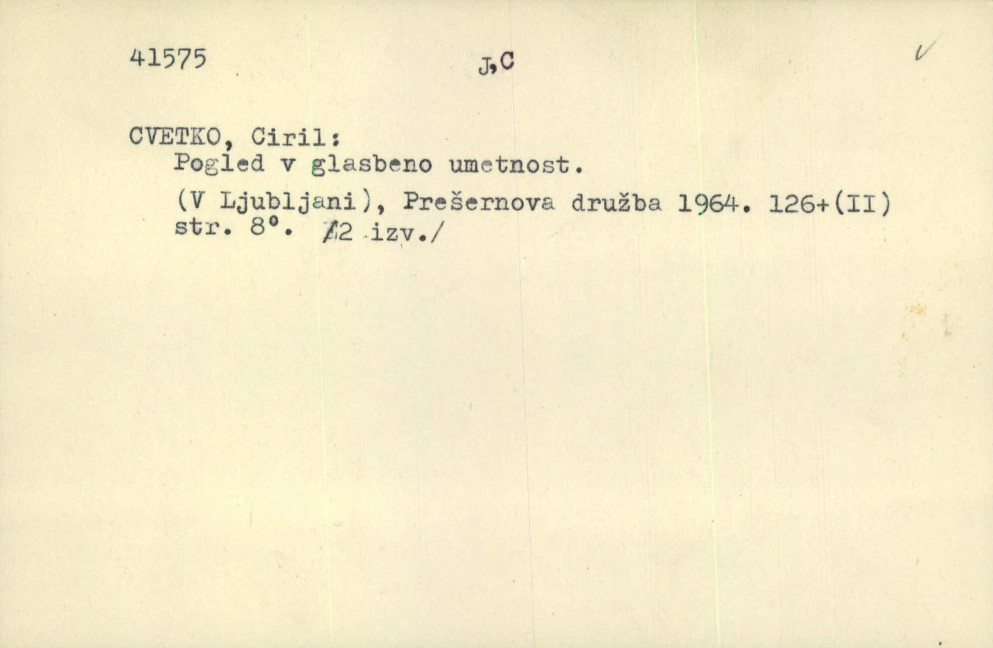 41575
J,C
CVETKO, Ciril:
Pogled v glasbeno umetnost.
(V Ljubljani), Prešernova družba 1964. 126+(II)
str. 8°. /2 izv./